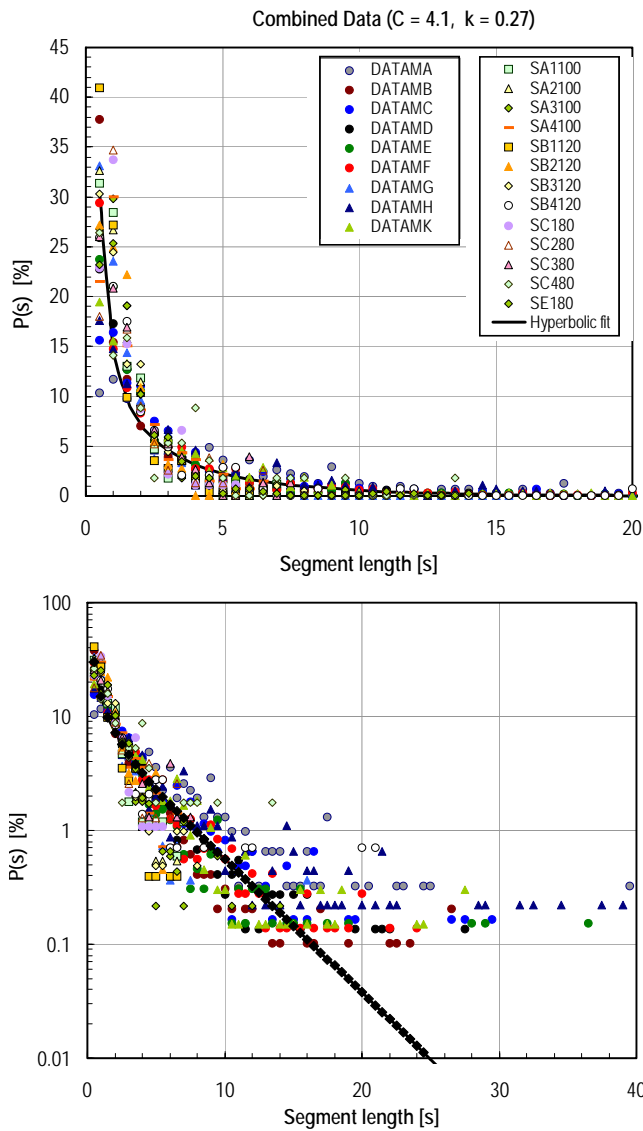 Combined Data (C = 4.1, k = 0.27)
DATAMA
DATAMB
DATAMC
DATAMD
DATAME
DATAMF
DATAMG
DATAMH
DATAMK
SA1100
SA2100
SA3100
SA4100
SB1120
SB2120
SB3120
SB4120
SC180
SC280
SC380
SC480
SE180
Hyperbolic fit
P(s) [%]
45
40
35
30
25
20
15
10
5
0
0 5 10 15 20
Segment length [s]
P(s) [%]
100
10
1
0.1
0.01
0 10 20 30 40
Segment length [s]